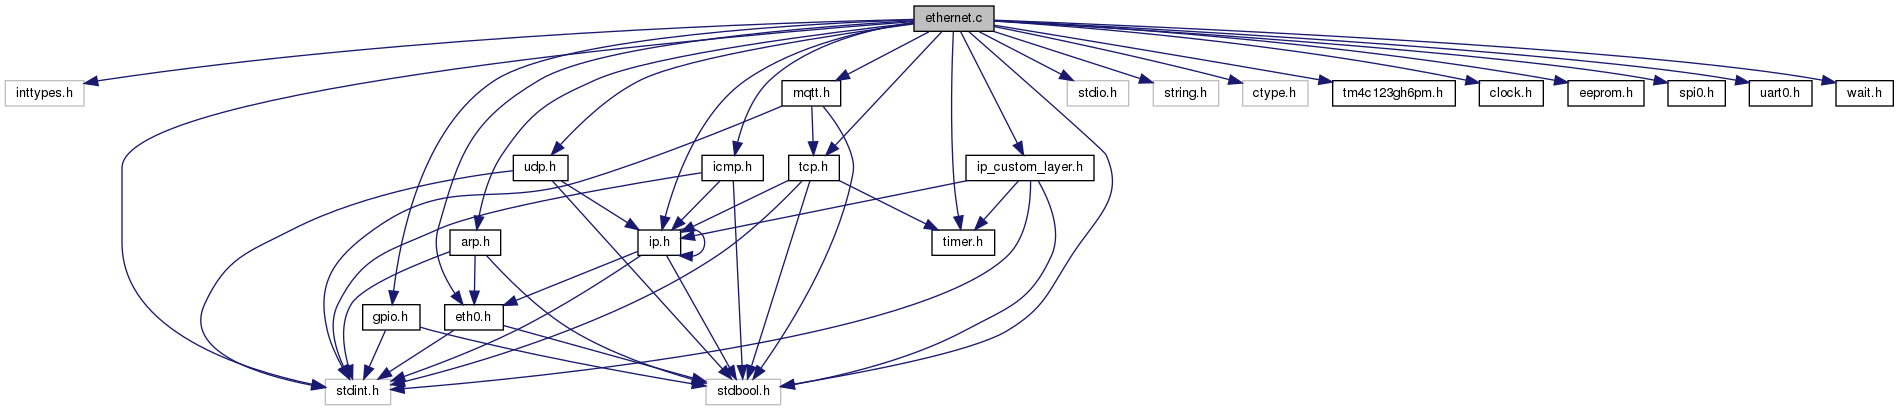 ethernet.c
inttypes.h
mqtt.h
stdio.h
string.h
ctype.h
tm4c123gh6pm.h
clock.h
eeprom.h
spi0.h
uart0.h
wait.h
udp.h
icmp.h
tcp.h
ip_custom_layer.h
arp.h
ip.h
timer.h
gpio.h
eth0.h
stdint.h
stdbool.h